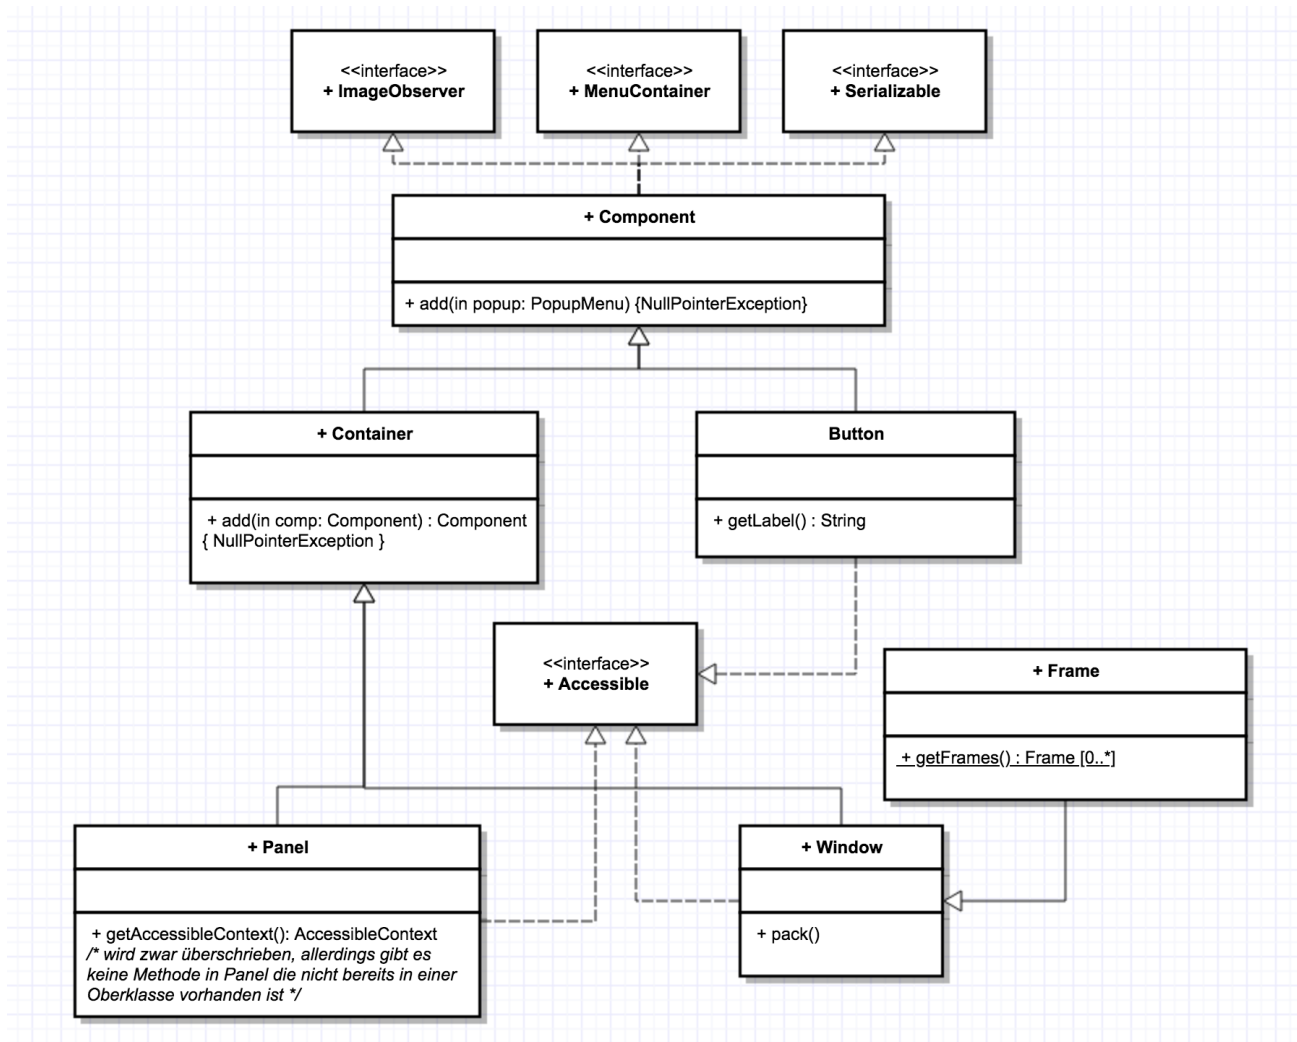 <<interface>>
+ ImageObserver
<<interface>>
+ MenuContainer
<<interface>>
+ Serializable
+ Component
+ add(in popup: PopupMenu) {NullPointerException}
+ Container
+ add(in comp: Component) : Component
{ NullPointerException }
Button
+ getLabel() : String
<<interface>>
+ Accessible
+ Frame
+ getFrames() : Frame [0..*]
+ Panel
+ getAccessibleContext(): AccessibleContext
/* wird zwar überschrieben, allerdings gibt es
keine Methode in Panel die nicht bereits in einer
Oberklasse vorhanden ist */
+ Window
+ pack()